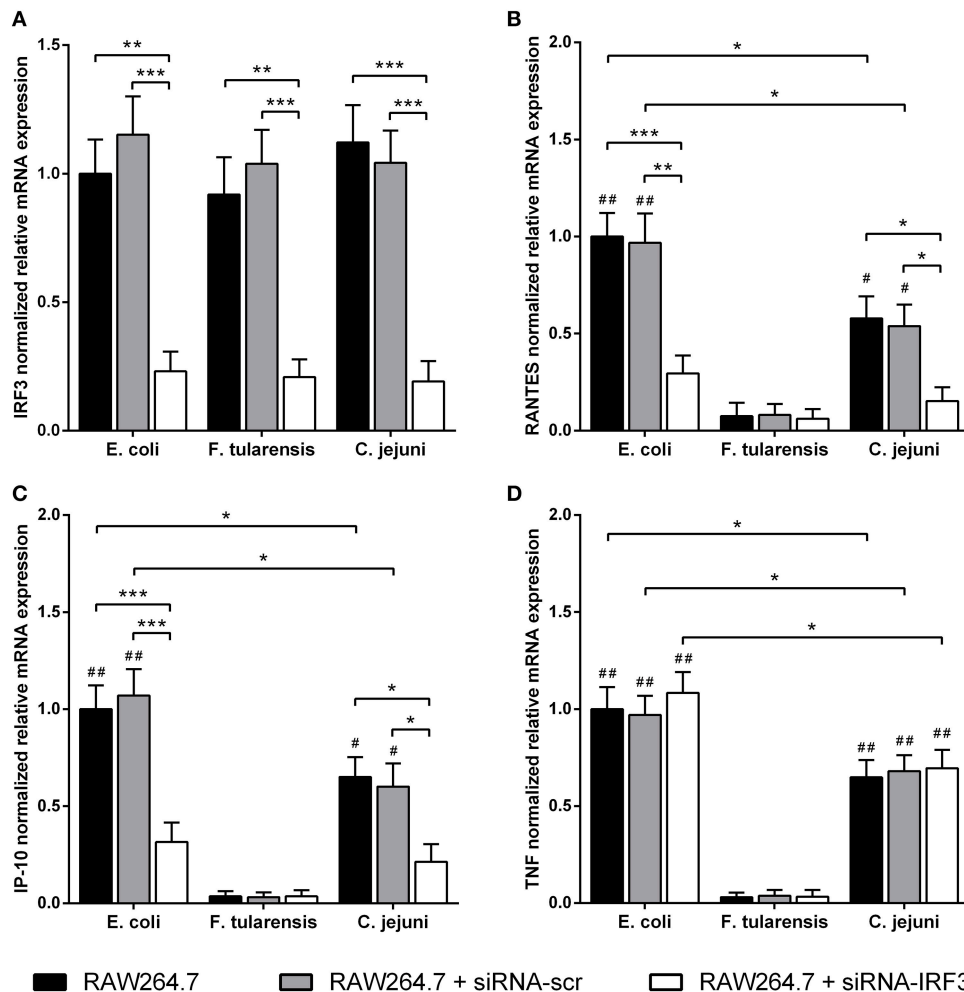 A
IRF3 normalized relative mRNA expression
1.5
1.0
0.5
0.0
**
***
**
***
***
***
E. coli
F. tularensis
C. jejuni
B
RANTES normalized relative mRNA expression
2.0
1.5
1.0
0.5
0.0
*
*
***
**
##
##
*
*
#
#
E. coli
F. tularensis
C. jejuni
C
IP-10 normalized relative mRNA expression
2.0
1.5
1.0
0.5
0.0
*
*
***
***
##
##
*
*
#
#
E. coli
F. tularensis
C. jejuni
D
TNF normalized relative mRNA expression
2.0
1.5
1.0
0.5
0.0
*
*
*
##
##
##
##
##
##
E. coli
F. tularensis
C. jejuni
RAW264.7
RAW264.7 + siRNA-scr
RAW264.7 + siRNA-IRF3